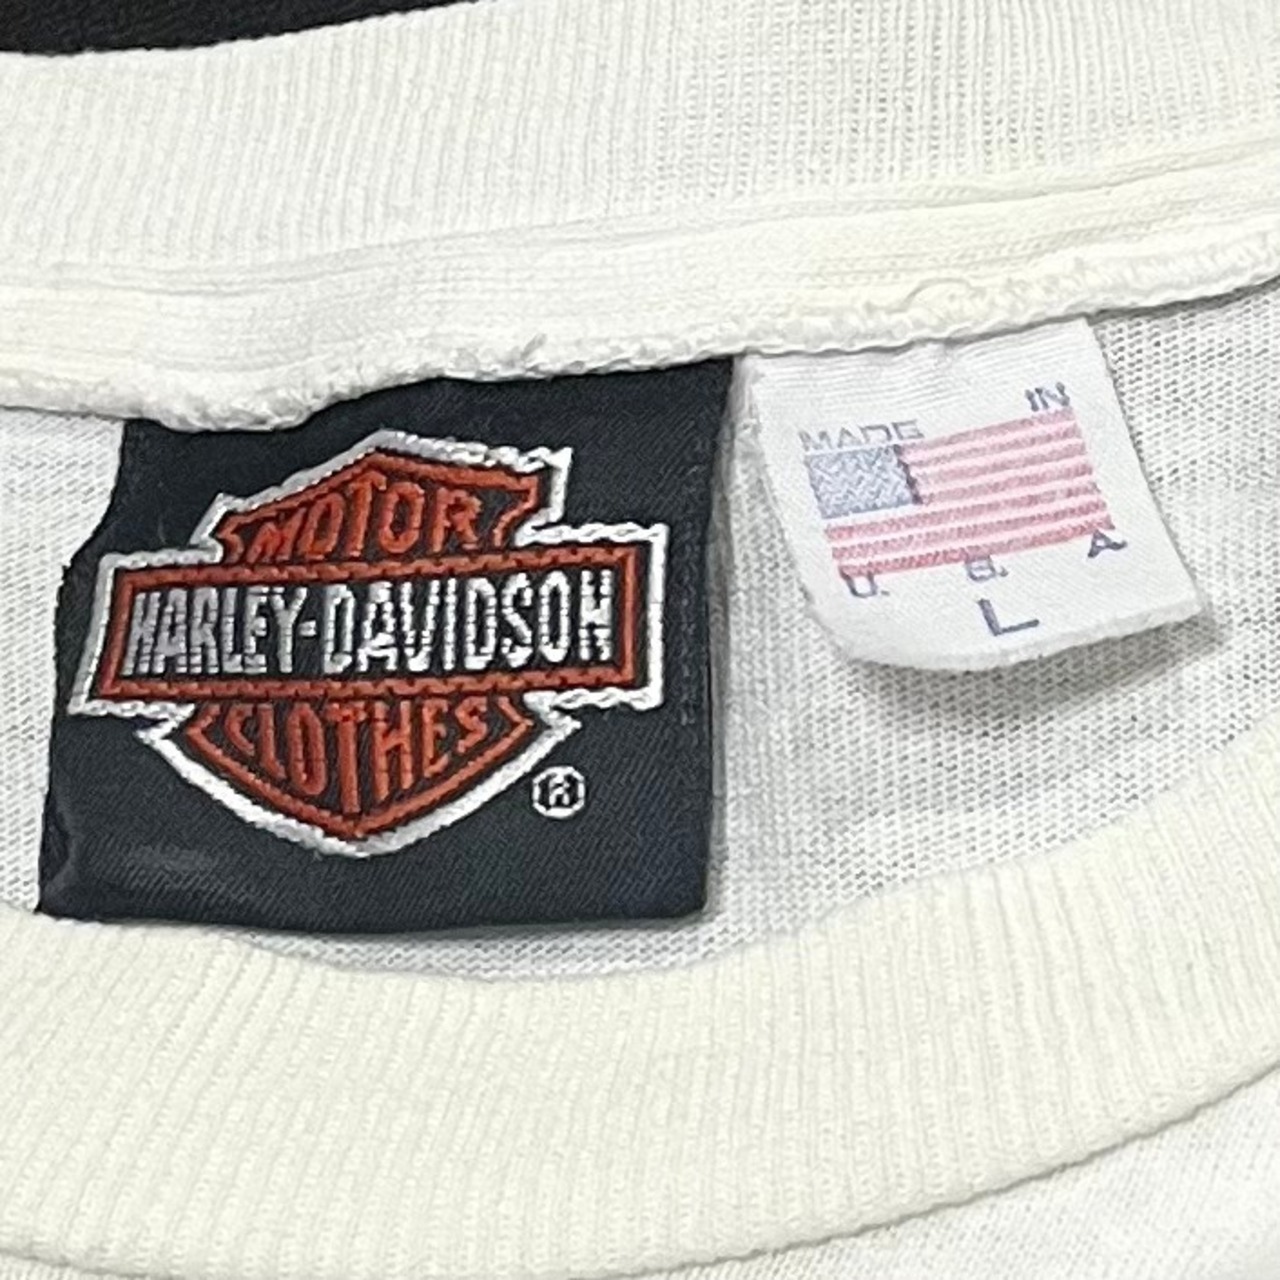 MOTOR
HARLEY-DAVIDSON
CLOTHES
®
MADE IN
U. S. A
L